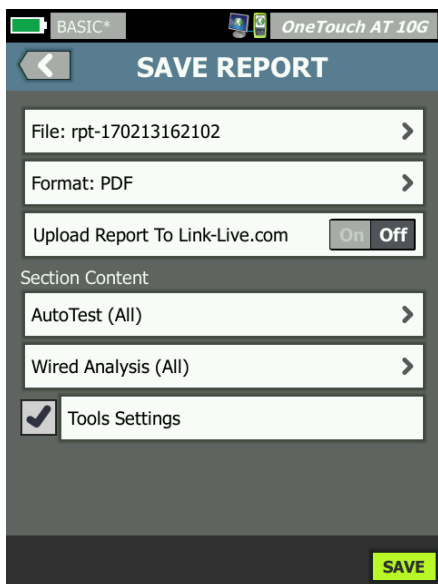 BASIC*
OneTouch AT 10G
SAVE REPORT
File: rpt-170213162102
Format: PDF
Upload Report To Link-Live.com
On Off
Section Content
AutoTest (All)
Wired Analysis (All)
Tools Settings
SAVE